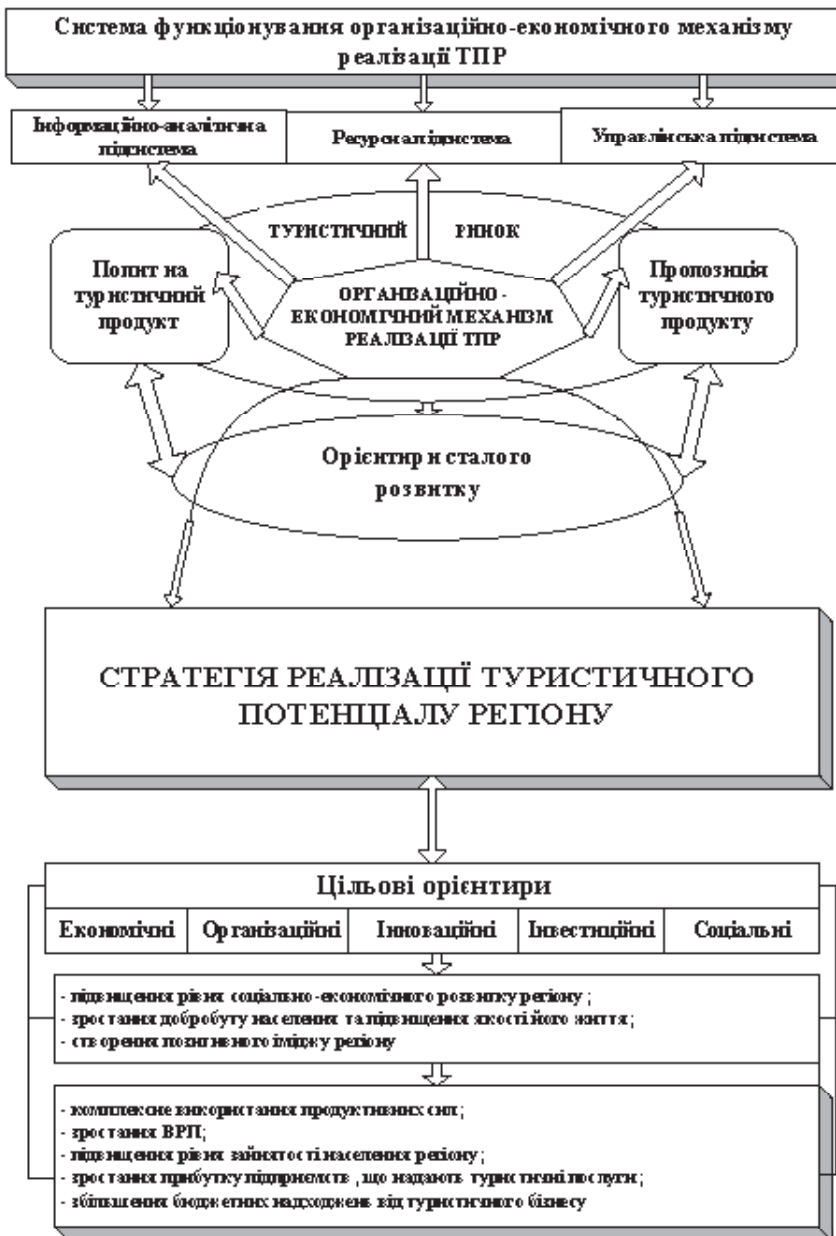 Система функціонування організаційно-економічного механізму
реалізації ТПР
Інформаційно-аналітична
підсистема
Ресурсна підсистема
Управлінська підсистема
ТУРИСТИЧНИЙ РИНОК
Попит на
туристичний
продукт
ОРГАНІЗАЦІЙНО -
ЕКОНОМІЧНИЙ МЕХАНІЗМ
РЕАЛІЗАЦІЇ ТПР
Пропозиція
туристичного
продукту
Орієнтири сталого
розвитку
СТРАТЕГІЯ РЕАЛІЗАЦІЇ ТУРИСТИЧНОГО
ПОТЕНЦІАЛУ РЕГІОНУ
Цільові орієнтири
Економічні Організаційні Інноваційні Інвестиційні Соціальні
- підвищення рівня соціально-економічного розвитку регіону;
- зростання добробуту населення та підвищення якості його життя;
- створення позитивного іміджу регіону
- комплексне використання продуктивних сил;
- зростання ВРП;
- підвищення рівня зайнятості населення регіону;
- зростання прибутку підприємств, що надають туристичні послуги;
- збільшення бюджетних надходжень від туристичного бізнесу